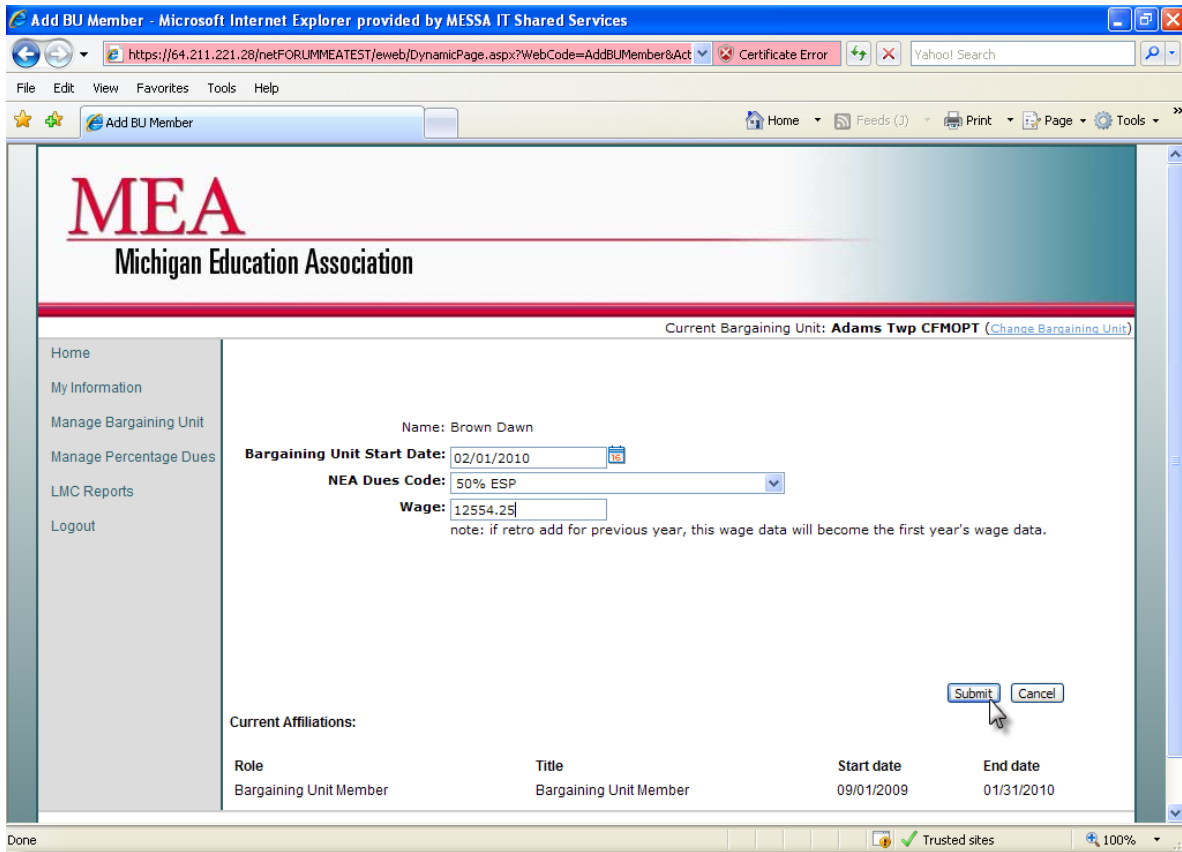 Add BU Member - Microsoft Internet Explorer provided by MESSA IT Shared Services
https://64.211.221.28/netFORUMMEATEST/eweb/DynamicPage.aspx?WebCode=AddBUMember&Act Certificate Error Yahoo! Search
File Edit View Favorites Tools Help
Add BU Member Home Feeds (J) Print Page Tools
MEA
Michigan Education Association
Current Bargaining Unit: Adams Twp CFMOPT (Change Bargaining Unit)
Home
My Information
Manage Bargaining Unit
Manage Percentage Dues
LMC Reports
Logout
Name: Brown Dawn
Bargaining Unit Start Date: 02/01/2010
NEA Dues Code: 50% ESP
Wage: 12554.25
note: if retro add for previous year, this wage data will become the first year's wage data.
Submit Cancel
Current Affiliations:
Role Title Start date End date
Bargaining Unit Member Bargaining Unit Member 09/01/2009 01/31/2010
Done Trusted sites 100%